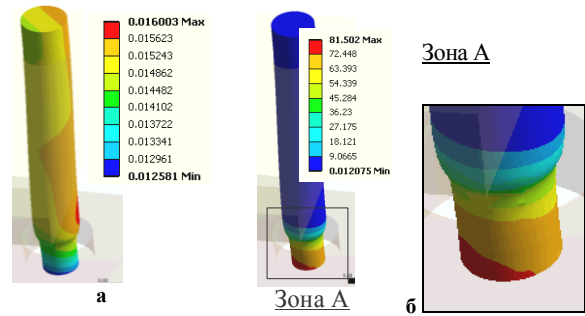 0.016003 Max
0.015623
0.015243
0.014862
0.014482
0.014102
0.013722
0.013341
0.012961
0.012581 Min
а
81.502 Max
72.448
63.393
54.339
45.284
36.23
27.175
18.121
9.0665
0.012075 Min
0.00
Зона А
Зона А
б